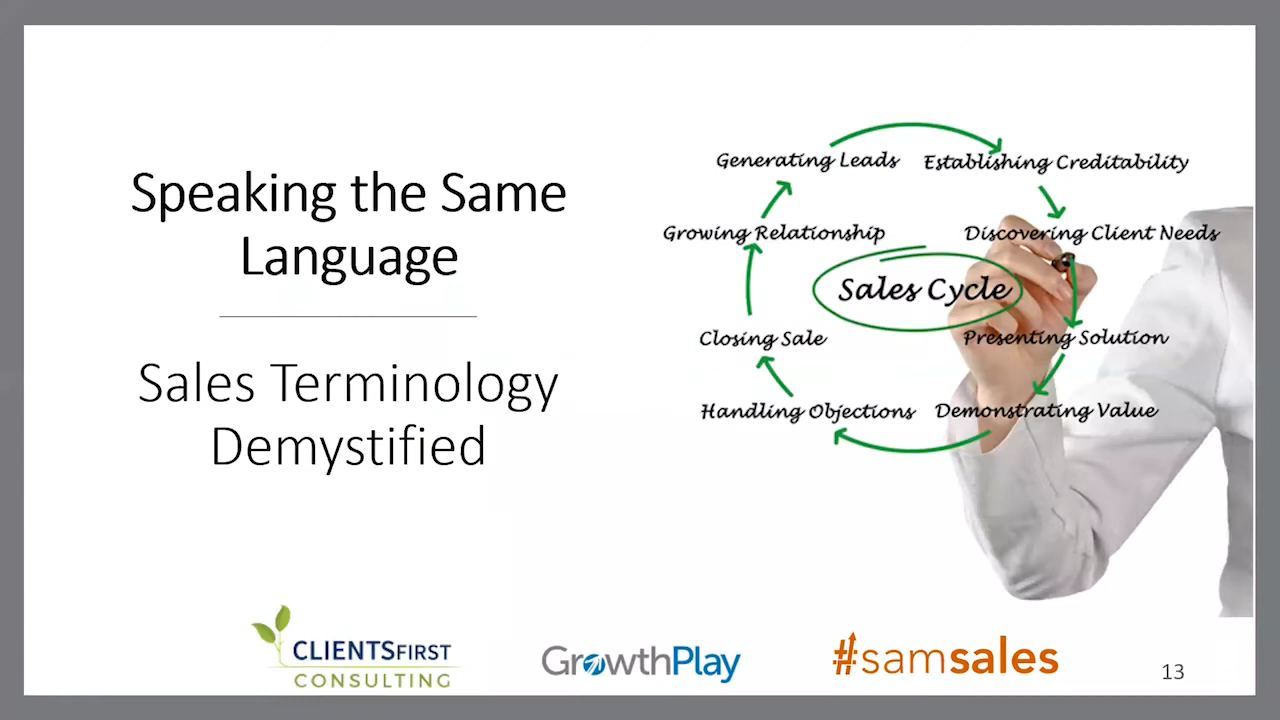 Speaking the Same
Language
Sales Terminology
Demystified
Generating Leads
Establishing Creditability
Growing Relationship
Discovering Client Needs
Sales Cycle
Closing Sale
Presenting Solution
Handling Objections
Demonstrating Value
CLIENTSFIRST
CONSULTING
GrowthPlay
#samsales
13